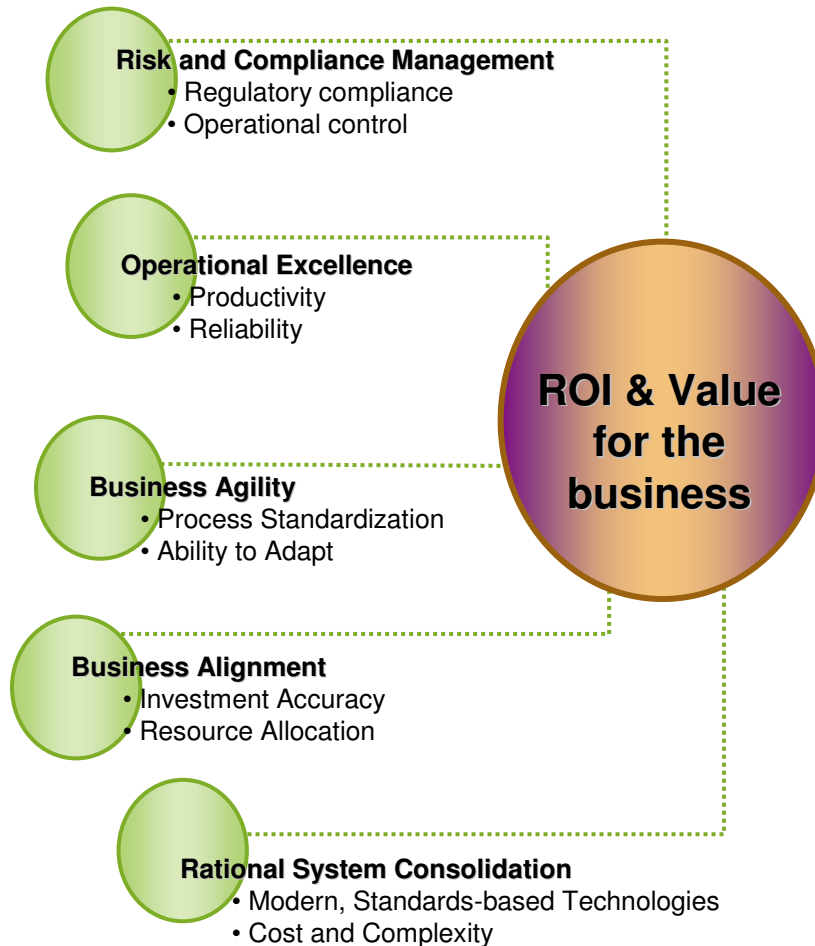 Risk and Compliance Management
• Regulatory compliance
• Operational control
Operational Excellence
• Productivity
• Reliability
ROI & Value
for the
business
Business Agility
• Process Standardization
• Ability to Adapt
Business Alignment
• Investment Accuracy
• Resource Allocation
Rational System Consolidation
• Modern, Standards-based Technologies
• Cost and Complexity